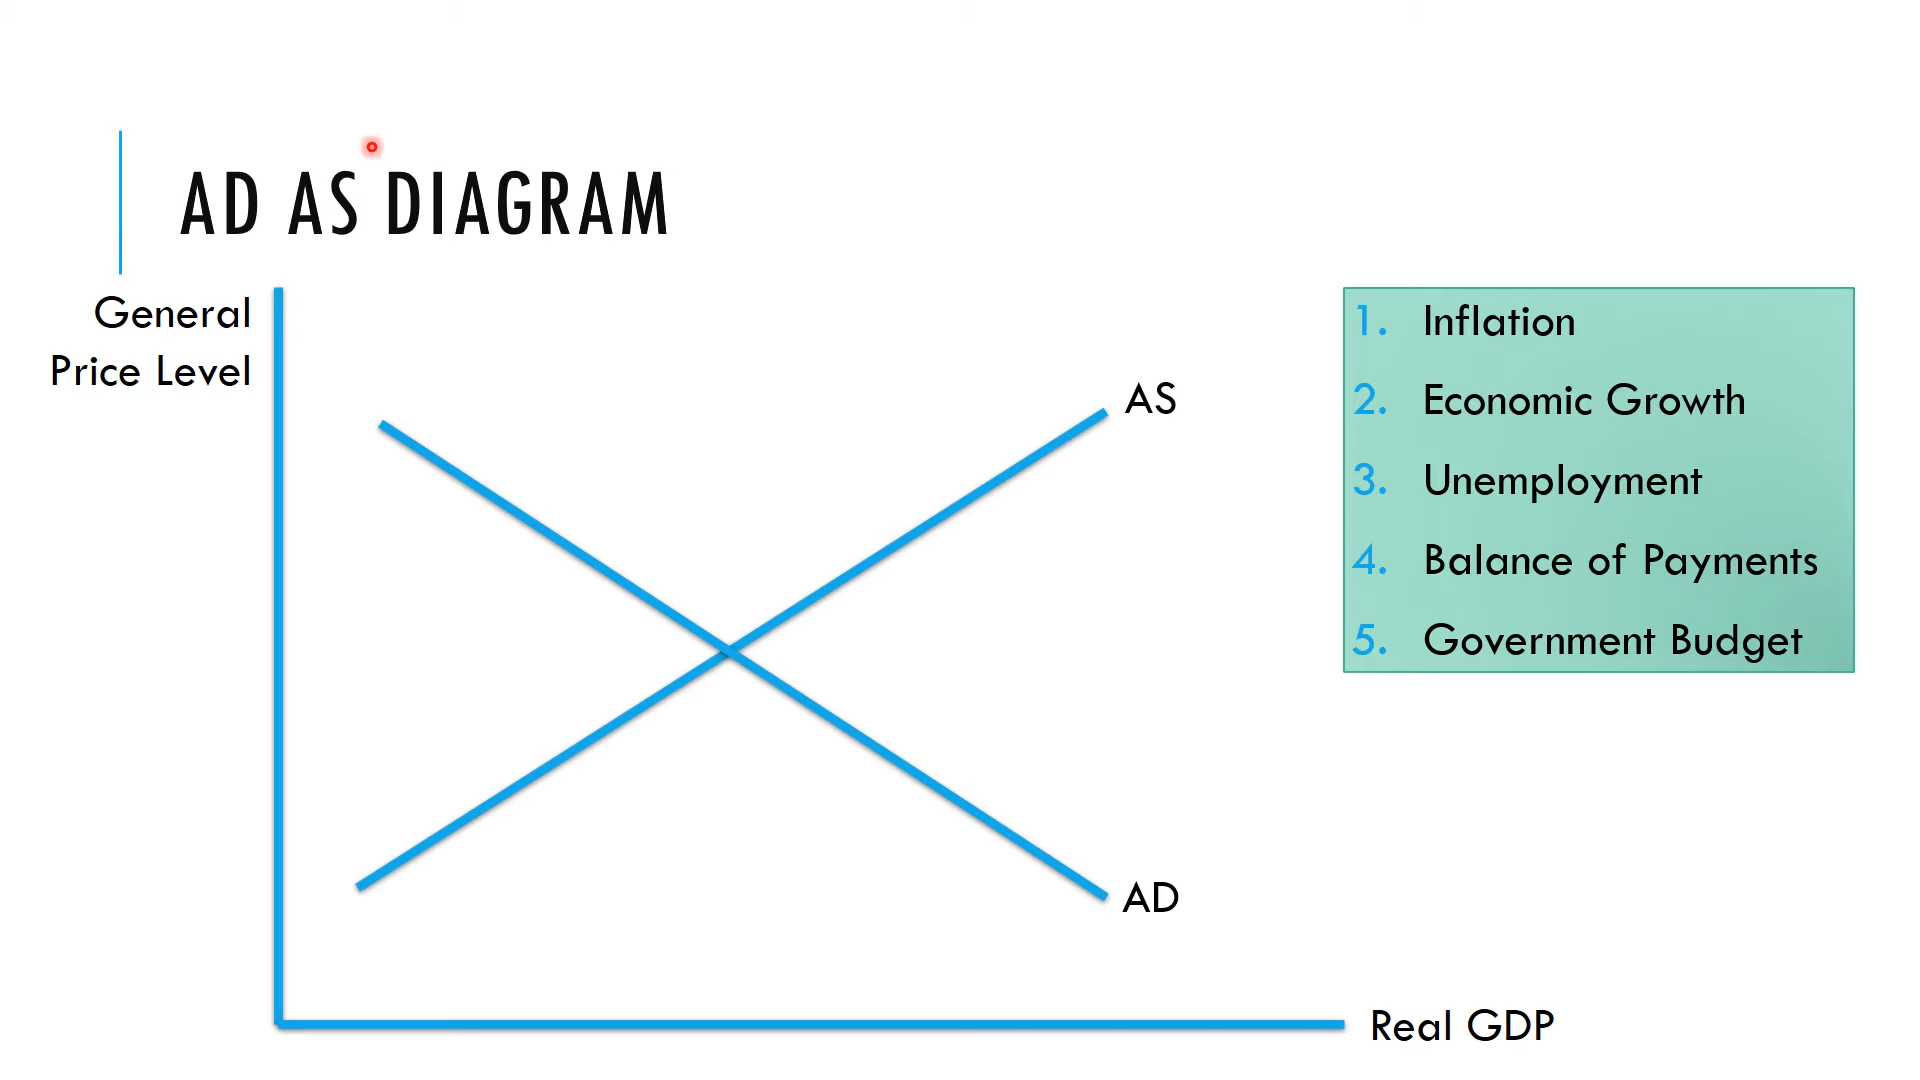 AD AS DIAGRAM
General
Price Level
AS
AD
Real GDP
1. Inflation
2. Economic Growth
3. Unemployment
4. Balance of Payments
5. Government Budget